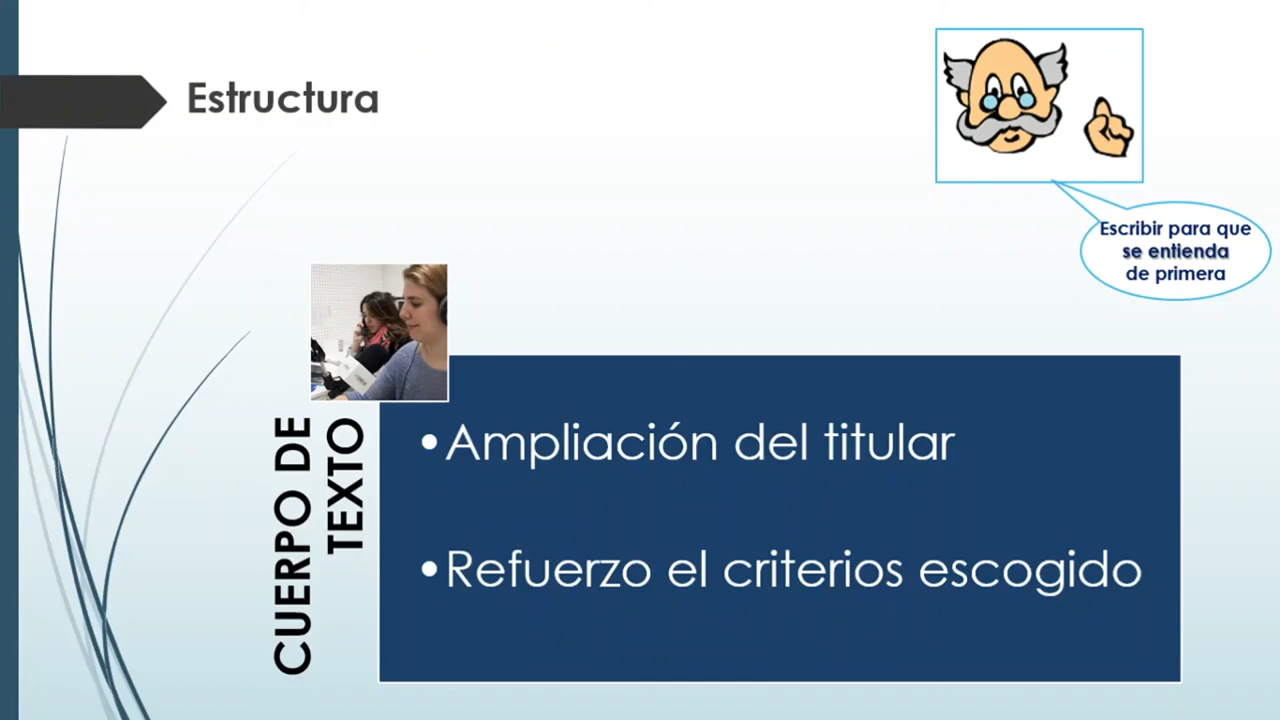 Estructura
Escribir para que
se entienda
de primera
CUERPO DE
TEXTO
•Ampliación del titular
•Refuerzo el criterios escogido